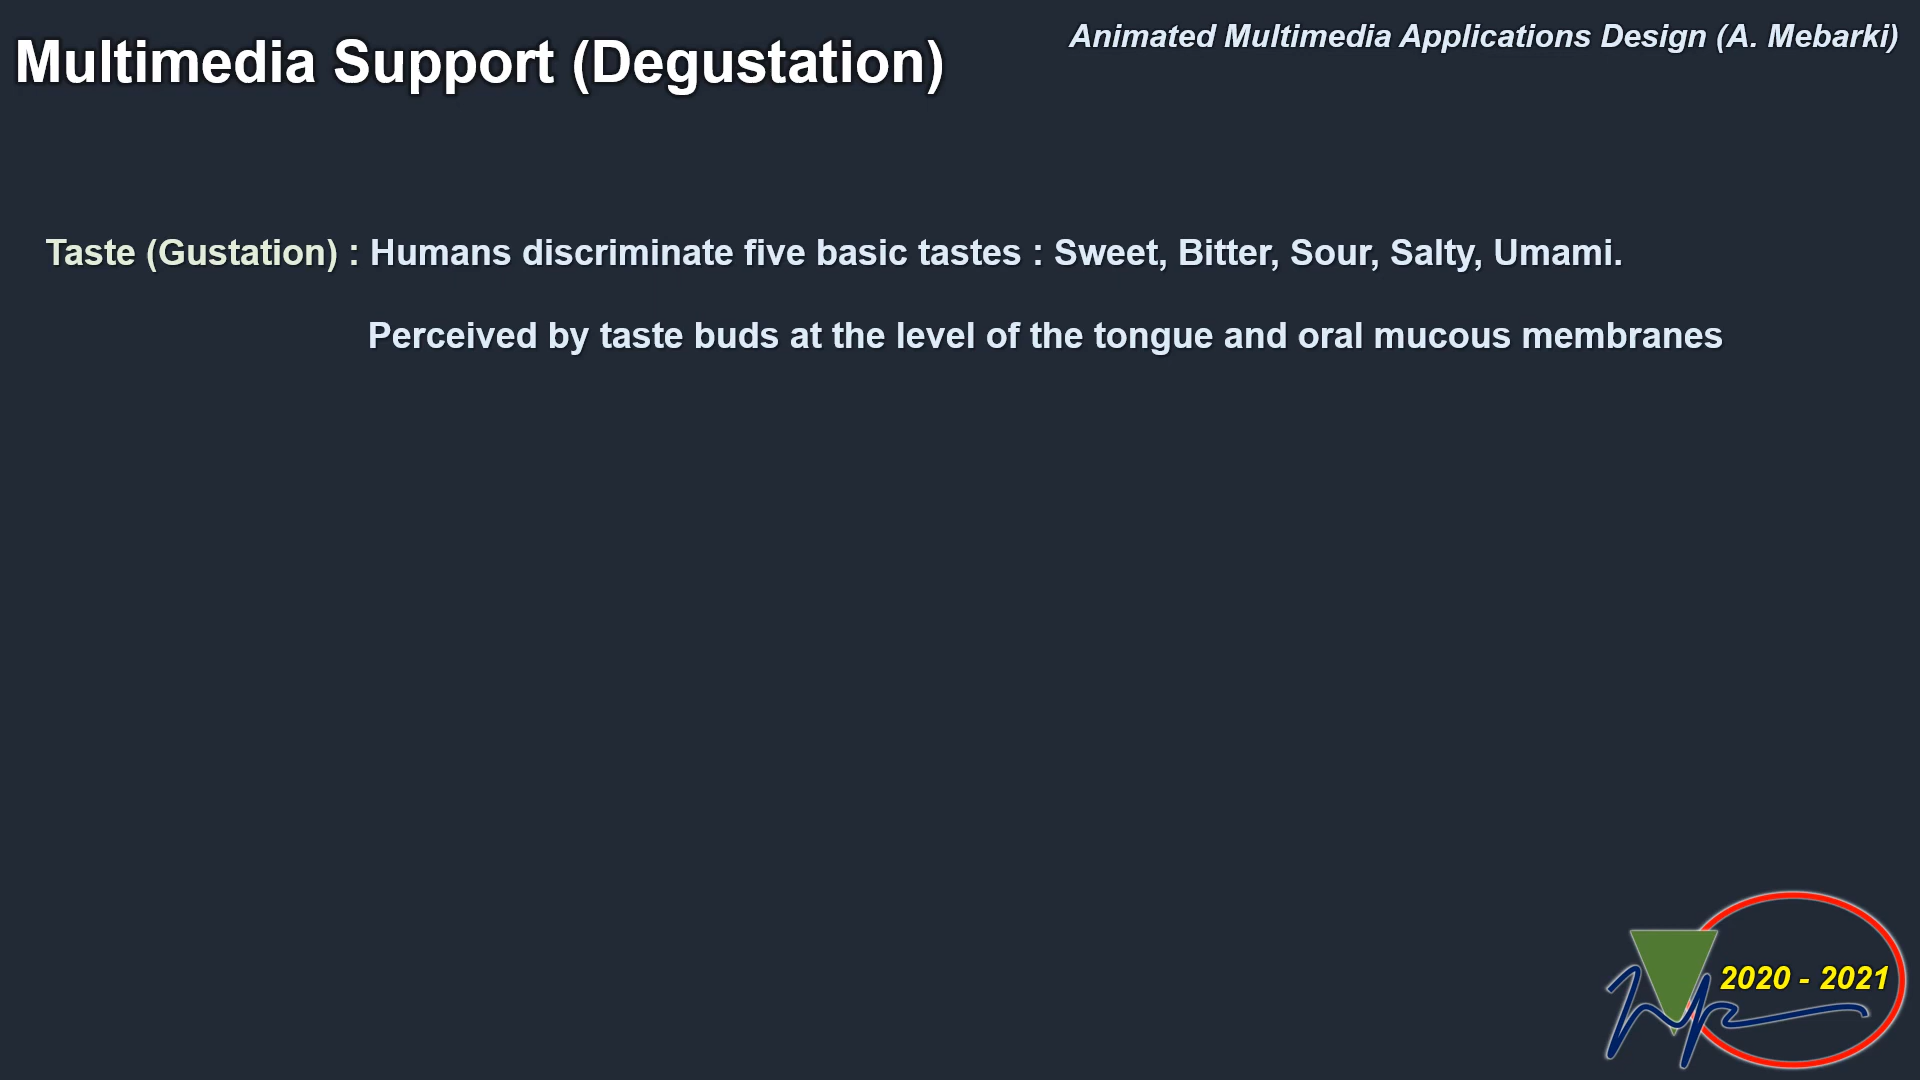 Multimedia Support (Degustation)
Animated Multimedia Applications Design (A. Mebarki)
Taste (Gustation) : Humans discriminate five basic tastes : Sweet, Bitter, Sour, Salty, Umami.
Perceived by taste buds at the level of the tongue and oral mucous membranes
2020 - 2021